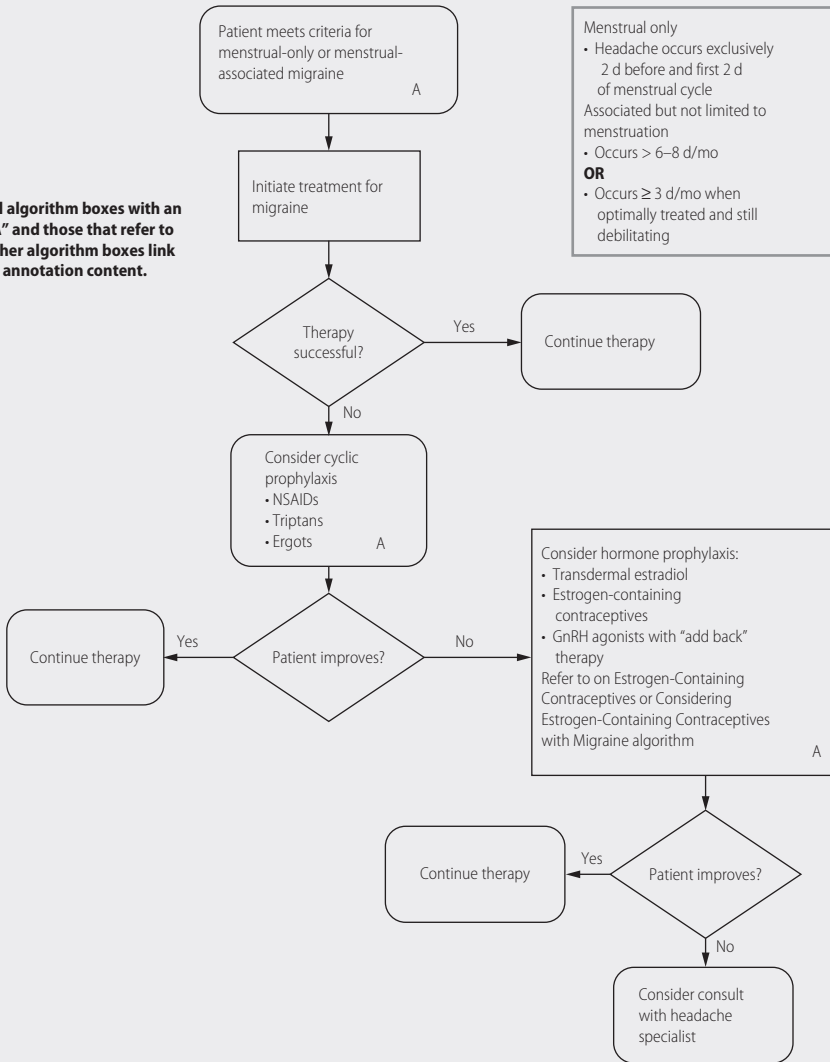 Patient meets criteria for
menstrual-only or menstrual-
associated migraine
A
Menstrual only
• Headache occurs exclusively
2 d before and first 2 d
of menstrual cycle
Associated but not limited to
menstruation
• Occurs > 6–8 d/mo
OR
• Occurs ≥ 3 d/mo when
optimally treated and still
debilitating
Initiate treatment for
migraine
algorithm boxes with an
and those that refer to
algorithm boxes link
annotation content.
Therapy
successful?
Yes
Continue therapy
No
Consider cyclic
prophylaxis
• NSAIDs
• Triptans
• Ergots
A
Patient improves?
Yes
Continue therapy
No
Consider hormone prophylaxis:
• Transdermal estradiol
• Estrogen-containing
contraceptives
• GnRH agonists with “add back”
therapy
Refer to on Estrogen-Containing
Contraceptives or Considering
Estrogen-Containing Contraceptives
with Migraine algorithm
A
Patient improves?
Yes
Continue therapy
No
Consider consult
with headache
specialist